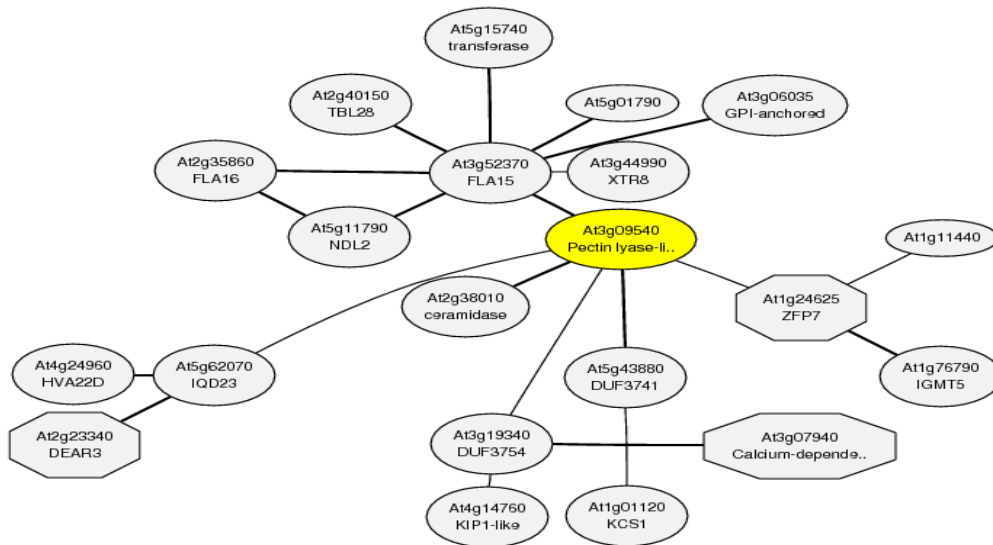 At5g15740
transferase
At2g40150
TBL28
At5g01790
At3g06035
GPI-anchored
At2g35860
FLA16
At3g52370
FLA15
At3g44990
XTR8
At5g11790
NDL2
At3g09540
Pectin lyase-li..
At1g11440
At2g38010
ceramidase
At1g24625
ZFP7
At4g24960
HVA22D
At5g62070
IQD23
At5g43880
DUF3741
At1g76790
IGMT5
At2g23340
DEAR3
At3g19340
DUF3754
At3g07940
Calcium-depende..
At4g14760
KIP1-like
At1g01120
KCS1